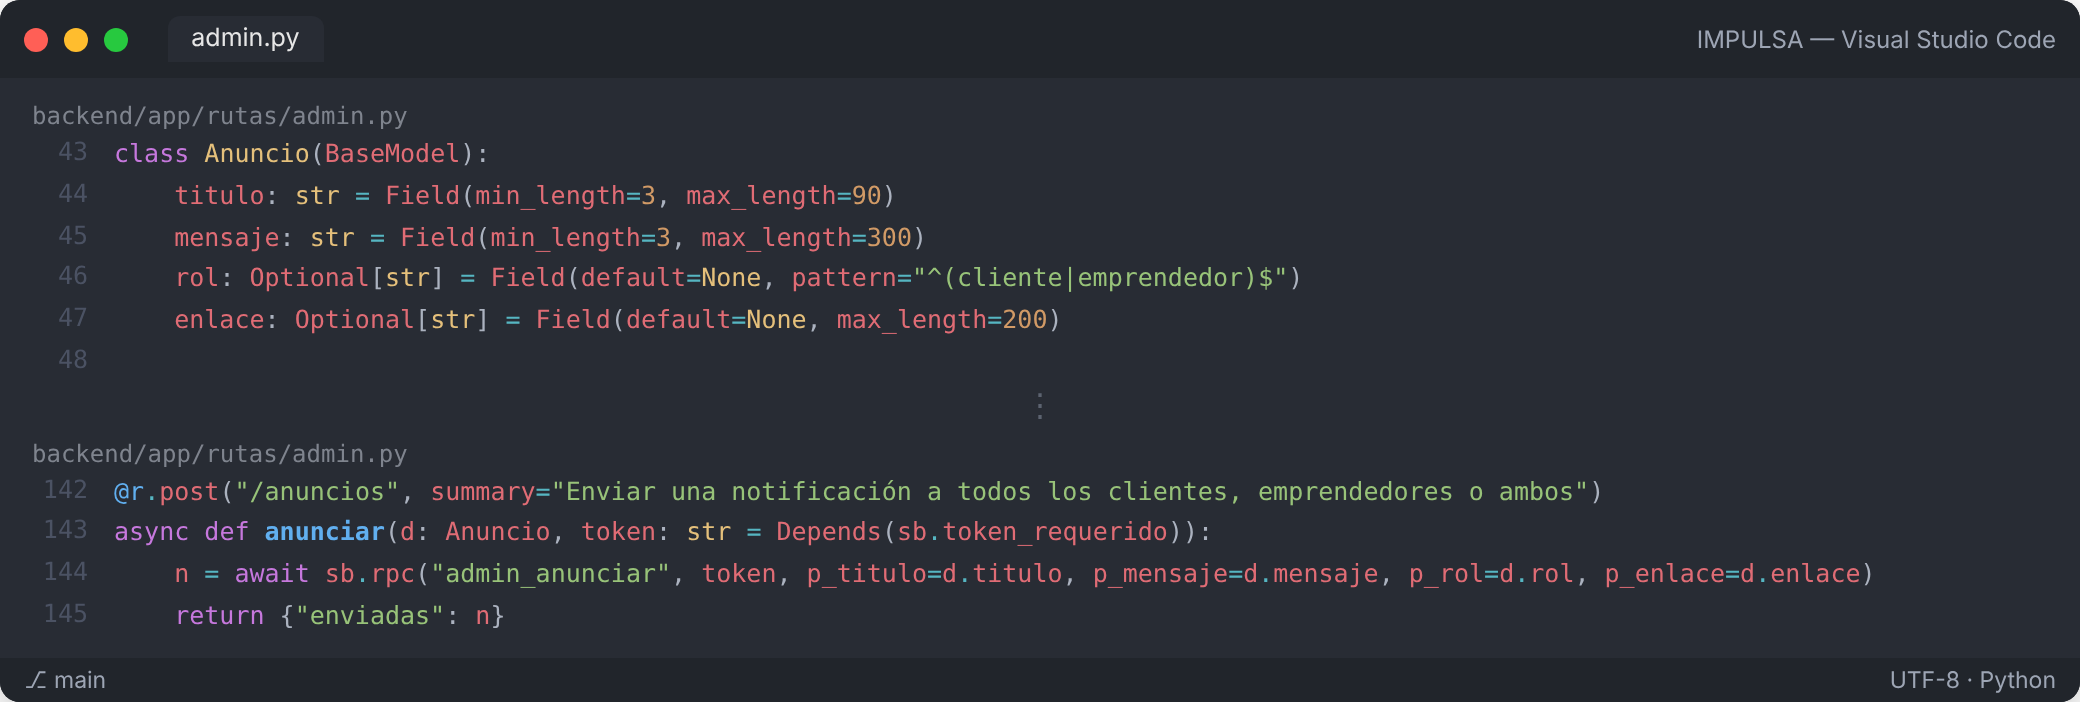 admin.py
IMPULSA — Visual Studio Code
backend/app/rutas/admin.py
43 class Anuncio(BaseModel):
44     titulo: str = Field(min_length=3, max_length=90)
45     mensaje: str = Field(min_length=3, max_length=300)
46     rol: Optional[str] = Field(default=None, pattern="^(cliente|emprendedor)$")
47     enlace: Optional[str] = Field(default=None, max_length=200)
48
⋮
backend/app/rutas/admin.py
142 @r.post("/anuncios", summary="Enviar una notificación a todos los clientes, emprendedores o ambos")
143 async def anunciar(d: Anuncio, token: str = Depends(sb.token_requerido)):
144     n = await sb.rpc("admin_anunciar", token, p_titulo=d.titulo, p_mensaje=d.mensaje, p_rol=d.rol, p_enlace=d.enlace)
145     return {"enviadas": n}
⎇ main
UTF-8 · Python